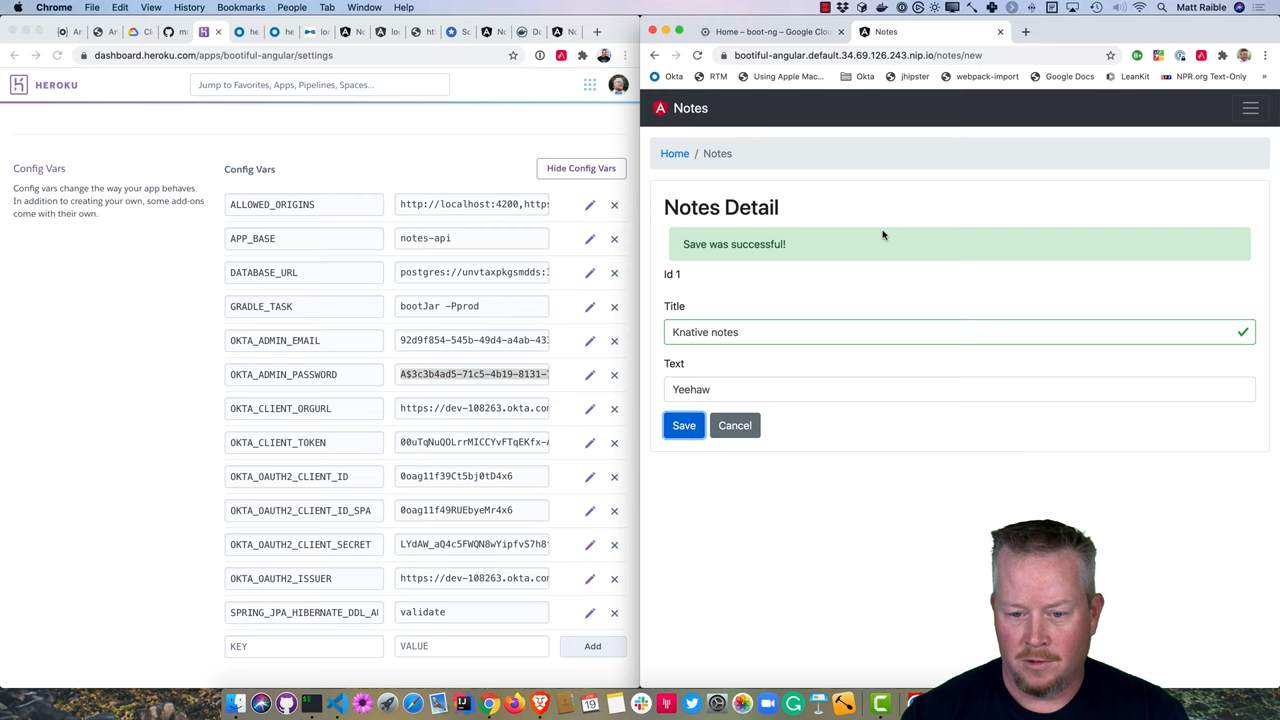 Chrome File Edit View History Bookmarks People Tab Window Help
Matt Raible
dashboard.heroku.com/apps/bootiful-angular/settings
HEROKU
Jump to Favorites, Apps, Pipelines, Spaces...
Config Vars
Config vars change the way your app behaves.
In addition to creating your own, some add-ons
come with their own.
Config Vars
Hide Config Vars
ALLOWED_ORIGINS http://localhost:4200,https
APP_BASE notes-api
DATABASE_URL postgres://unvtaxpkgsmdds:
GRADLE_TASK bootJar -Pprod
OKTA_ADMIN_EMAIL 92d9f854-545b-49d4-a4ab-43
OKTA_ADMIN_PASSWORD A$3c3b4ad5-71c5-4b19-8131-
OKTA_CLIENT_ORGURL https://dev-108263.okta.co
OKTA_CLIENT_TOKEN 00uTqNuQOLrrMICCYvFTqEKfx-
OKTA_OAUTH2_CLIENT_ID 0oag11f39Ct5bj0tD4x6
OKTA_OAUTH2_CLIENT_ID_SPA 0oag11f49RUEbyeMr4x6
OKTA_OAUTH2_CLIENT_SECRET LYdAW_aQ4c5FWQN8wYipfvS7h8
OKTA_OAUTH2_ISSUER https://dev-108263.okta.co
SPRING_JPA_HIBERNATE_DDL_A validate
KEY VALUE Add
Home – boot-ng – Google Clou
Notes
bootiful-angular.default.34.69.126.243.nip.io/notes/new
Okta RTM Using Apple Mac... Okta jhipster webpack-import Google Docs LeanKit NPR.org Text-Only »
Notes
Home / Notes
Notes Detail
Save was successful!
Id 1
Title
Knative notes
Text
Yeehaw
Save Cancel